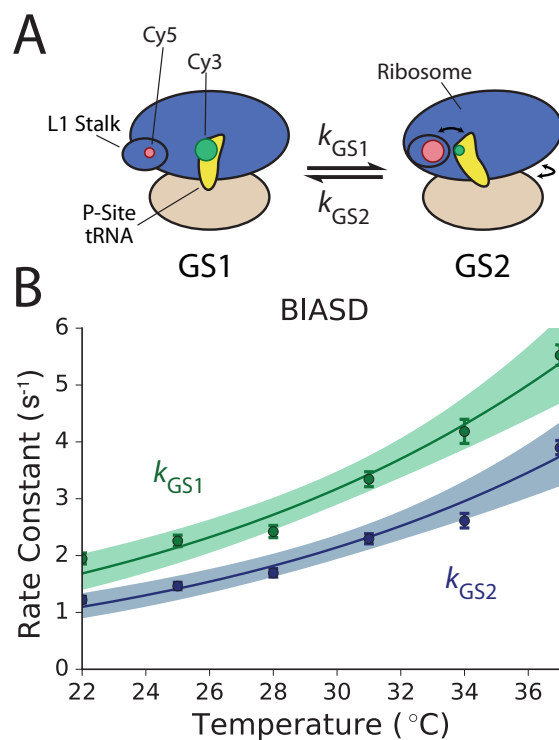 A
Cy5
Cy3
L1 Stalk
P-Site
tRNA
GS1
kGS1
kGS2
Ribosome
GS2
B
BIASD
Rate Constant (s-1)
6
5
4
3
2
1
0
kGS1
kGS2
22 24 26 28 30 32 34 36
Temperature (°C)